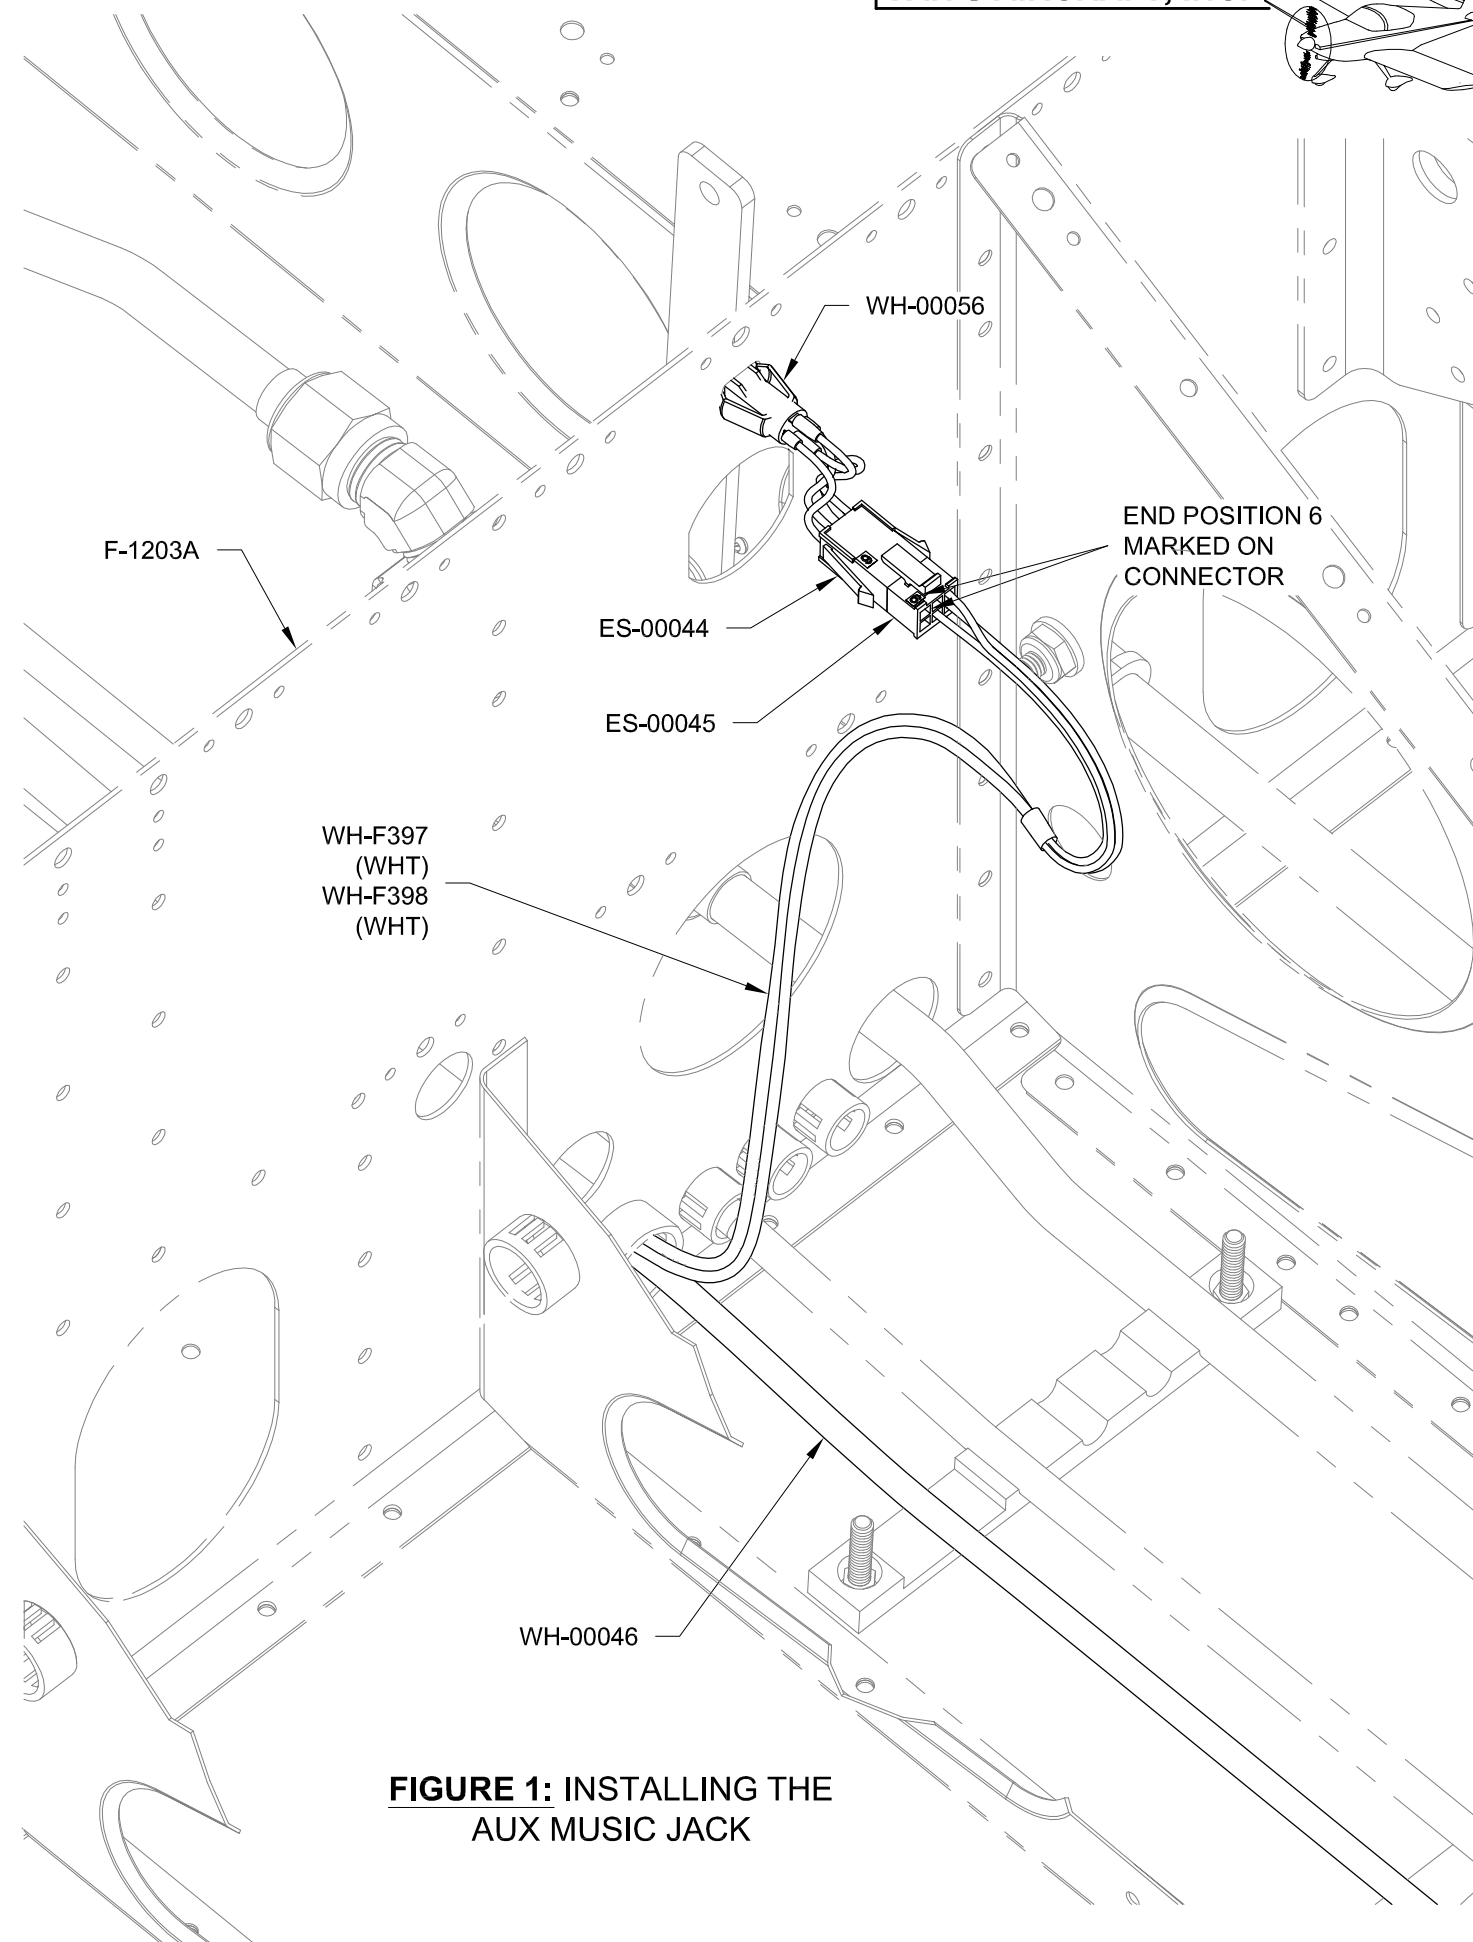 WH-00056
END POSITION 6
MARKED ON
CONNECTOR
F-1203A
ES-00044
ES-00045
WH-F397
(WHT)
WH-F398
(WHT)
WH-00046
FIGURE 1: INSTALLING THE
AUX MUSIC JACK